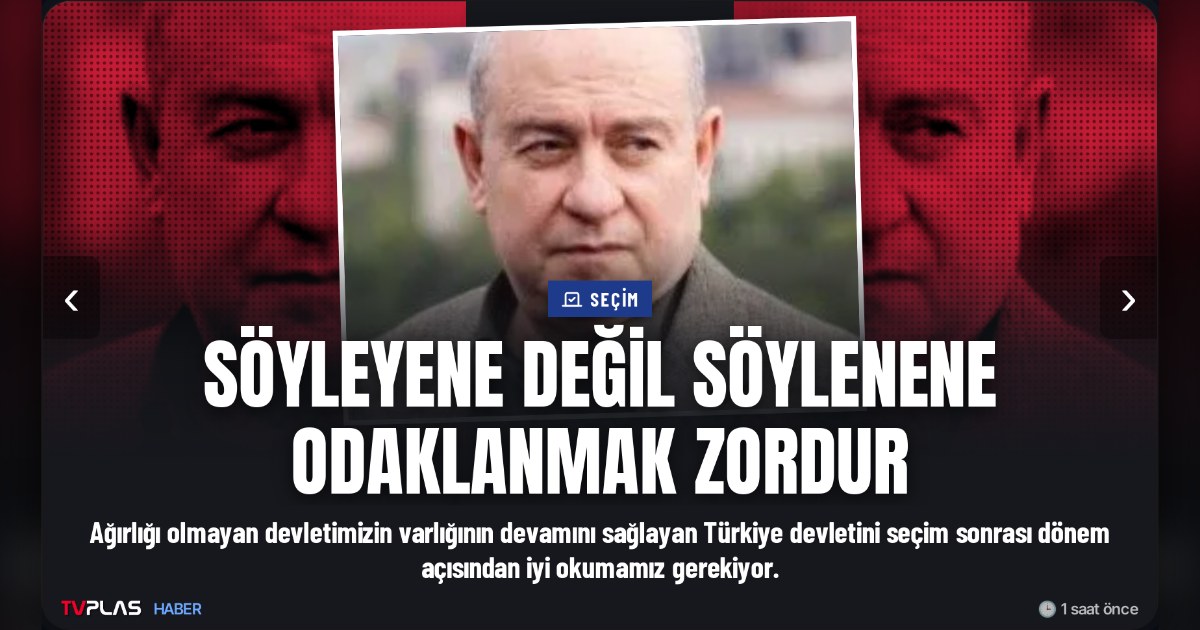 SEÇİM
SÖYLEYENE DEĞİL SÖYLENENE
ODAKLANMAK ZORDUR
Ağırlığı olmayan devletimizin varlığının devamını sağlayan Türkiye devletini seçim sonrası dönem
açısından iyi okumamız gerekiyor.
TVPLAS HABER
1 saat önce